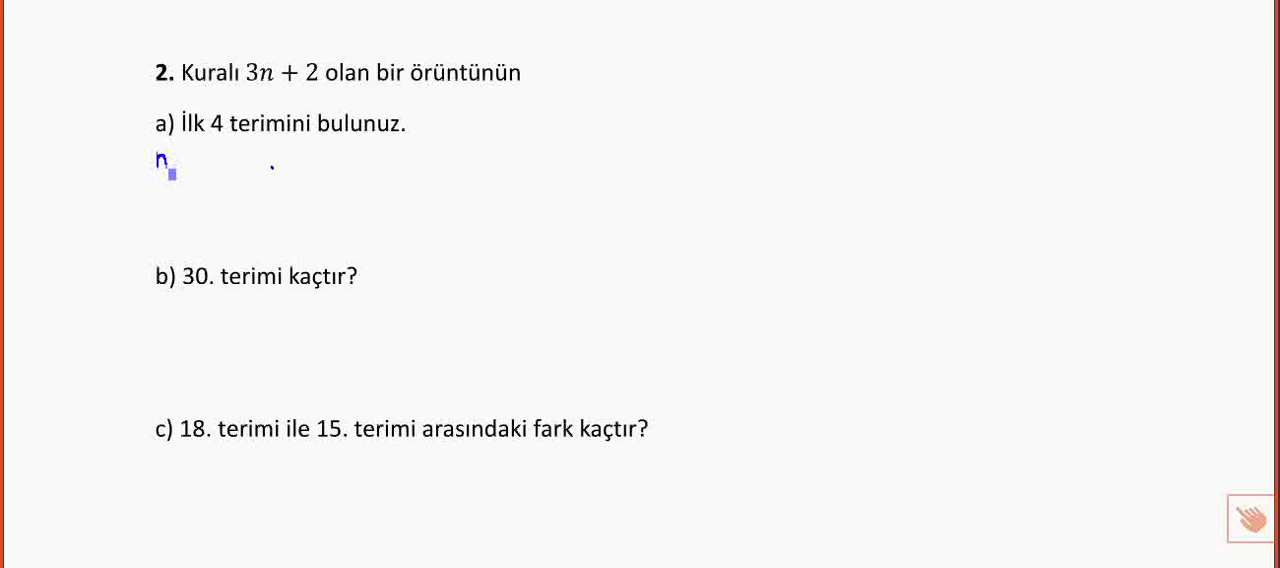 2. Kuralı 3n + 2 olan bir örüntünün
a) İlk 4 terimini bulunuz.
n
b) 30. terimi kaçtır?
c) 18. terimi ile 15. terimi arasındaki fark kaçtır?